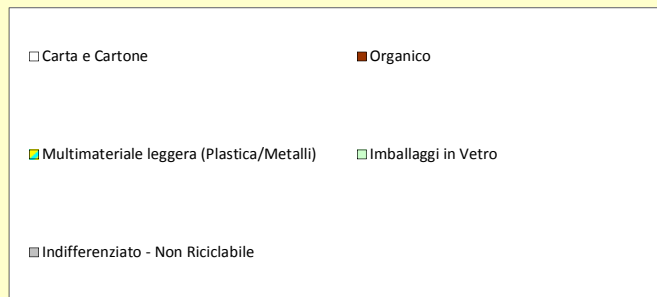 Carta e Cartone
Organico
Multimateriale leggera (Plastica/Metalli)
Imballaggi in Vetro
Indifferenziato - Non Riciclabile